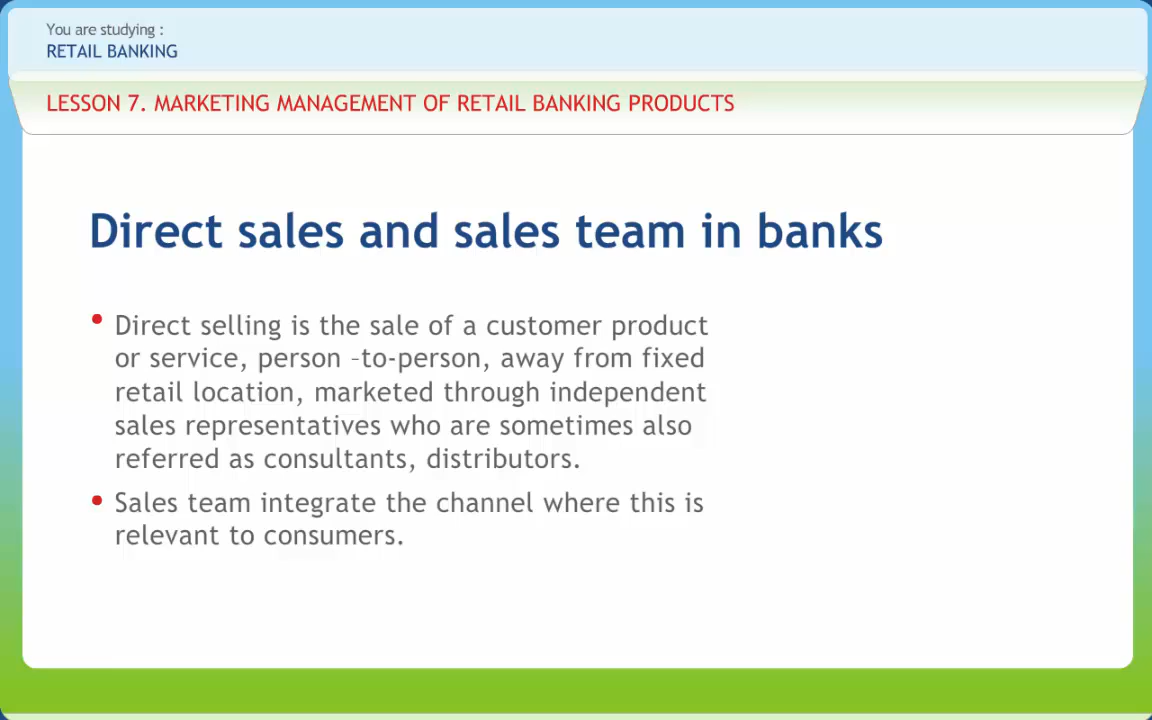 You are studying :
RETAIL BANKING
LESSON 7. MARKETING MANAGEMENT OF RETAIL BANKING PRODUCTS
Direct sales and sales team in banks
• Direct selling is the sale of a customer product
or service, person –to-person, away from fixed
retail location, marketed through independent
sales representatives who are sometimes also
referred as consultants, distributors.
• Sales team integrate the channel where this is
relevant to consumers.